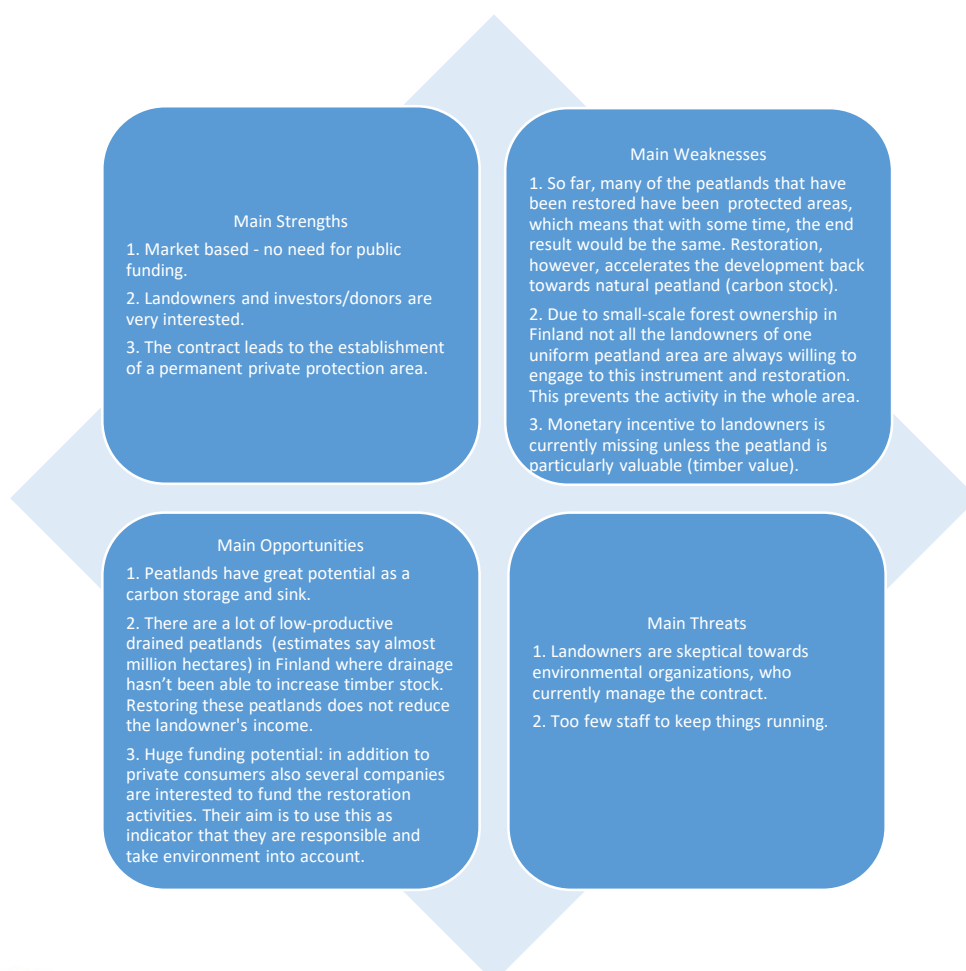 Main Strengths
1. Market based - no need for public
funding.
2. Landowners and investors/donors are
very interested.
3. The contract leads to the establishment
of a permanent private protection area.
Main Weaknesses
1. So far, many of the peatlands that have
been restored have been protected areas,
which means that with some time, the end
result would be the same. Restoration,
however, accelerates the development back
towards natural peatland (carbon stock).
2. Due to small-scale forest ownership in
Finland not all the landowners of one
uniform peatland area are always willing to
engage to this instrument and restoration.
This prevents the activity in the whole area.
3. Monetary incentive to landowners is
currently missing unless the peatland is
particularly valuable (timber value).
Main Opportunities
1. Peatlands have great potential as a
carbon storage and sink.
2. There are a lot of low-productive
drained peatlands (estimates say almost
million hectares) in Finland where drainage
hasn't been able to increase timber stock.
Restoring these peatlands does not reduce
the landowner's income.
3. Huge funding potential: in addition to
private consumers also several companies
are interested to fund the restoration
activities. Their aim is to use this as
indicator that they are responsible and
take environment into account.
Main Threats
1. Landowners are skeptical towards
environmental organizations, who
currently manage the contract.
2. Too few staff to keep things running.